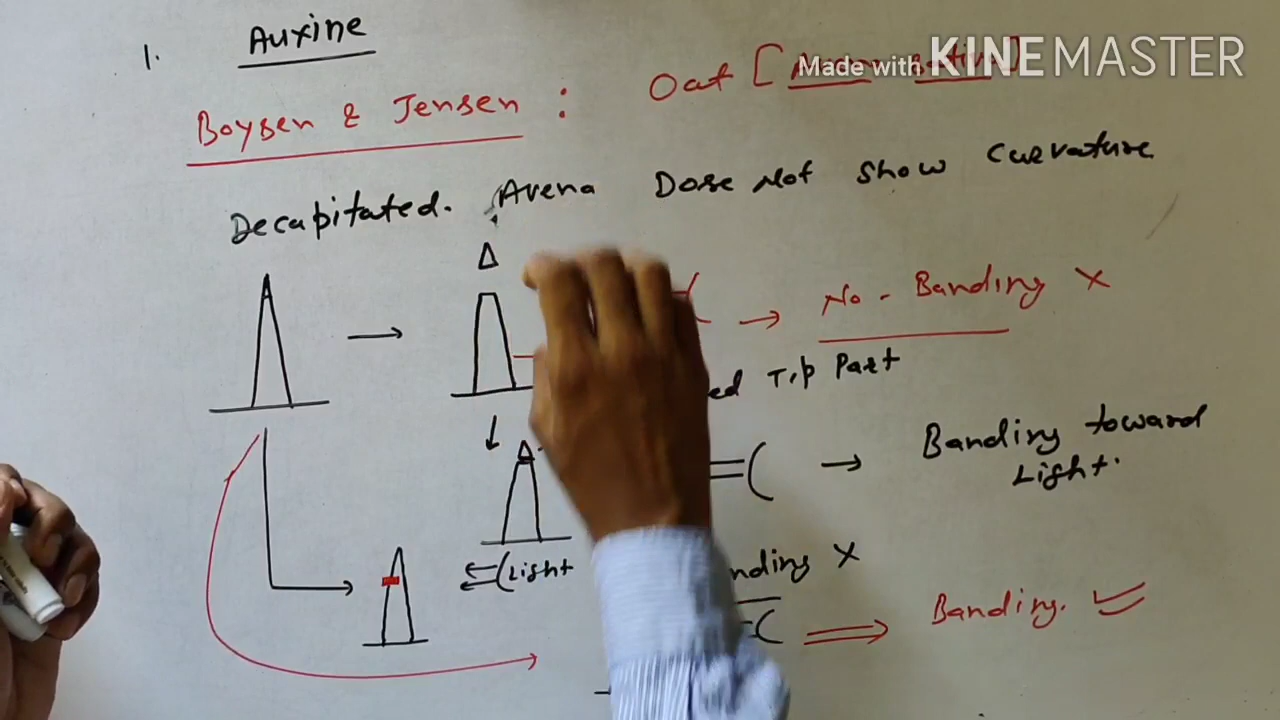 1. Auxine
Made with KINEMASTER
Boysen & Jensen : Oat [
Decapitated. Avena Dose Not Show Curvature
No - Banding X
Tip Part
Banding toward
Light.
Light
X
Banding.